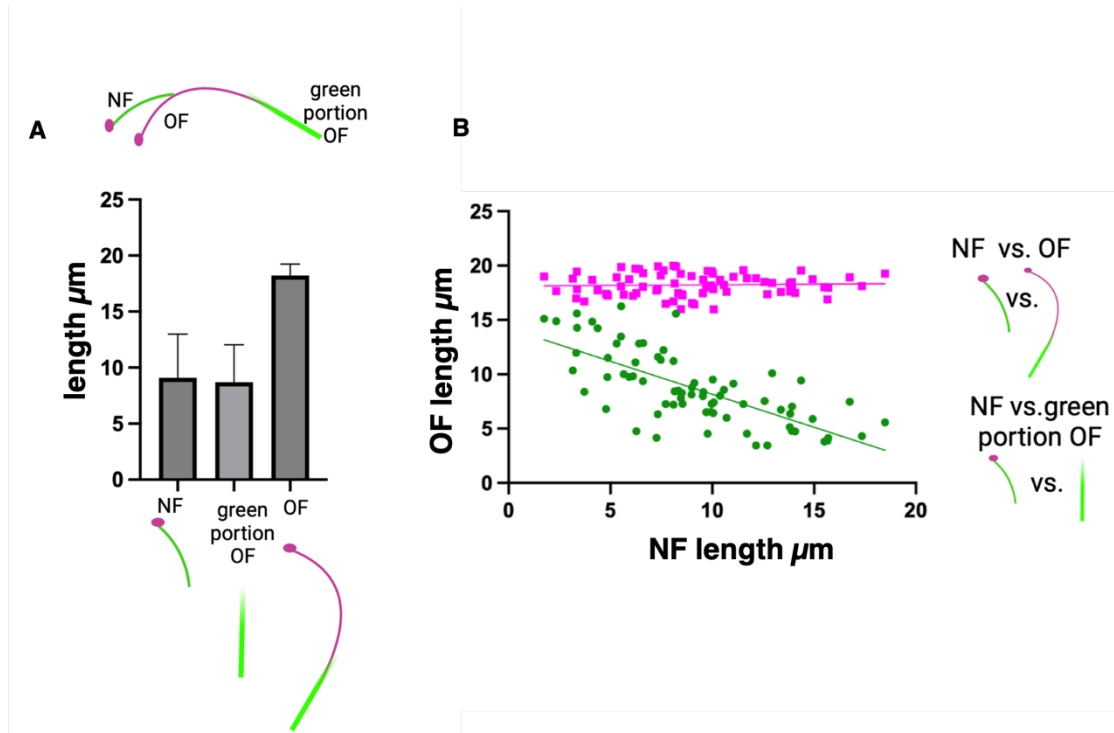 A
NF
OF
green
portion
OF
length µm
25
20
15
10
5
0
NF
green
portion
OF
OF
B
OF length µm
25
20
15
10
5
0
0
5
10
15
20
NF length µm
NF vs. OF
vs.
NF vs.green
portion OF
vs.